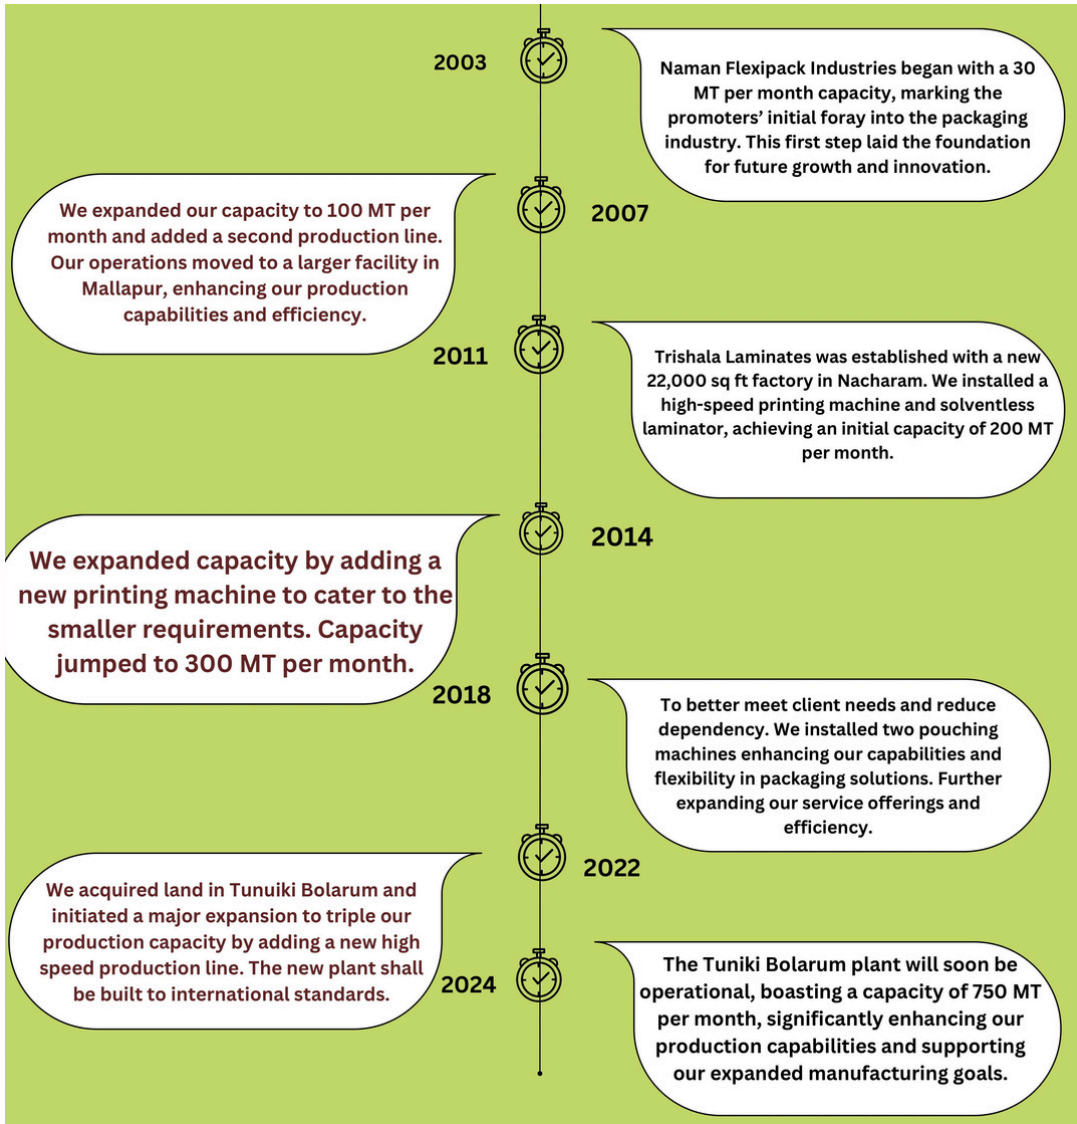 2003
Naman Flexipack Industries began with a 30
MT per month capacity, marking the
promoters' initial foray into the packaging
industry. This first step laid the foundation
for future growth and innovation.
2007
We expanded our capacity to 100 MT per
month and added a second production line.
Our operations moved to a larger facility in
Mallapur, enhancing our production
capabilities and efficiency.
2011
Trishala Laminates was established with a new
22,000 sq ft factory in Nacharam. We installed a
high-speed printing machine and solventless
laminator, achieving an initial capacity of 200 MT
per month.
2014
We expanded capacity by adding a
new printing machine to cater to the
smaller requirements. Capacity
jumped to 300 MT per month.
2018
To better meet client needs and reduce
dependency. We installed two pouching
machines enhancing our capabilities and
flexibility in packaging solutions. Further
expanding our service offerings and
efficiency.
2022
We acquired land in Tunuiki Bolarum and
initiated a major expansion to triple our
production capacity by adding a new high
speed production line. The new plant shall
be built to international standards.
2024
The Tuniki Bolarum plant will soon be
operational, boasting a capacity of 750 MT
per month, significantly enhancing our
production capabilities and supporting
our expanded manufacturing goals.